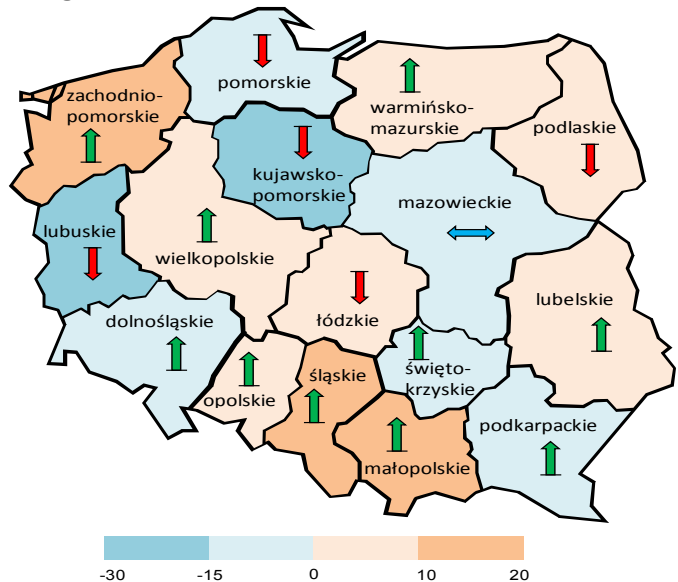 pomorskie
zachodnio-
pomorskie
warmińsko-
mazurskie
podlaskie
kujawsko-
pomorskie
mazowieckie
lubuskie
wielkopolskie
lubelskie
dolnośląskie
łódzkie
święto-
krzyskie
śląskie
opolskie
podkarpackie
małopolskie
-30
-15
0
10
20